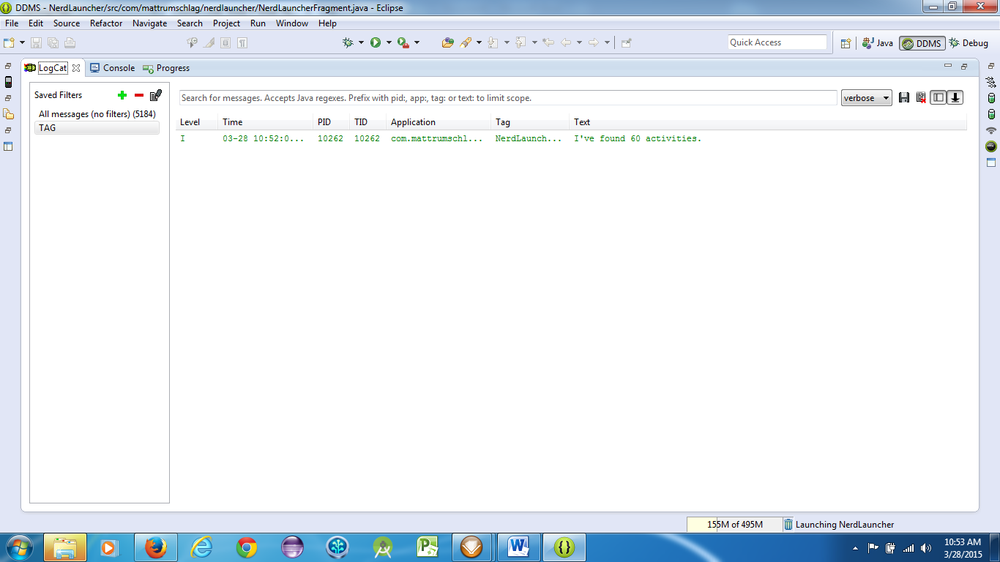 DDMS - NerdLauncher/src/com/mattrumschlag/nerdlauncher/NerdLauncherFragment.java - Eclipse
File Edit Source Refactor Navigate Search Project Run Window Help
Quick Access Java DDMS Debug
LogCat Console Progress
Saved Filters
All messages (no filters) (5184)
TAG
Search for messages. Accepts Java regexes. Prefix with pid:, app:, tag: or text: to limit scope. verbose
Level Time PID TID Application Tag Text
I 03-28 10:52:0... 10262 10262 com.mattrumschl... NerdLaunch... I've found 60 activities.
155M of 495M Launching NerdLauncher
10:53 AM
3/28/2015